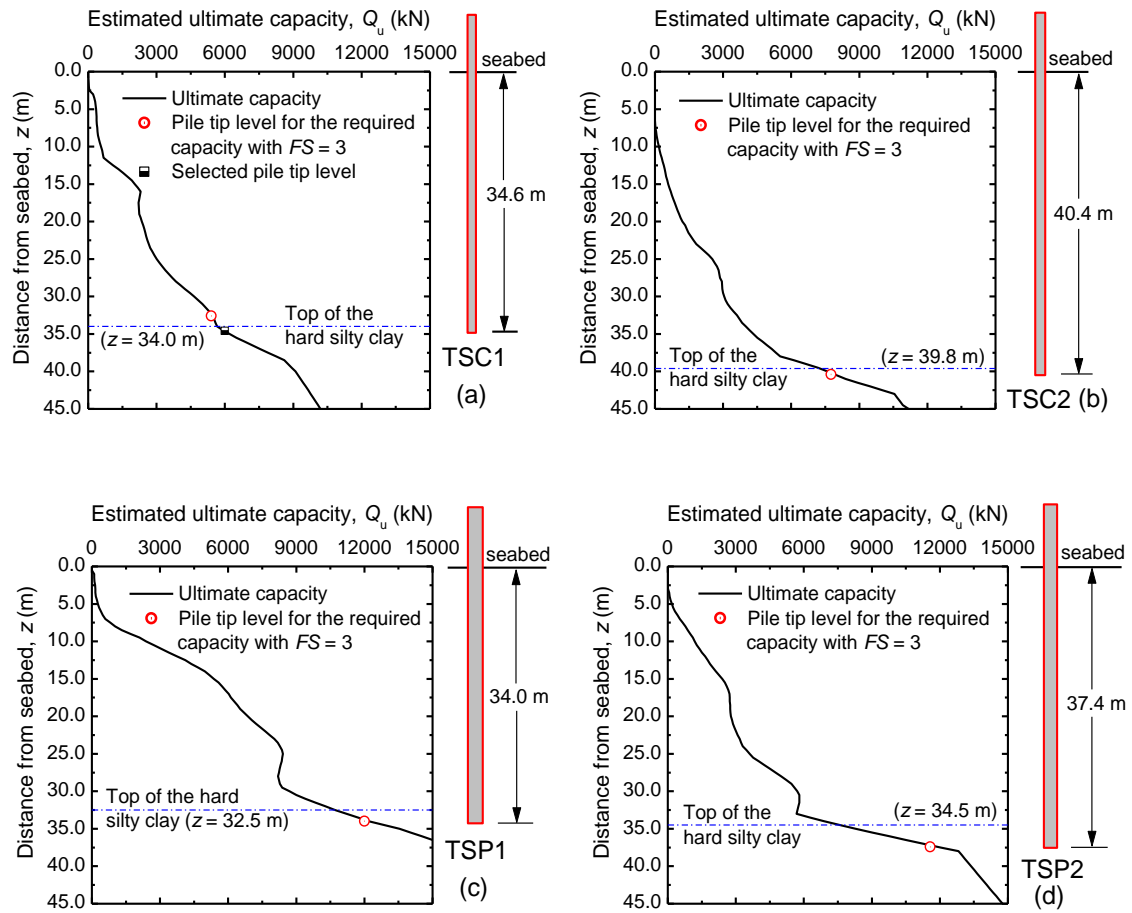 Estimated ultimate capacity, Qu (kN)
0 3000 6000 9000 12000 15000
seabed
0.0
5.0
10.0
15.0
20.0
25.0
30.0
35.0
40.0
45.0
Distance from seabed, z (m)
Ultimate capacity
Pile tip level for the required
capacity with FS = 3
Selected pile tip level
34.6 m
Top of the
hard silty clay
(z = 34.0 m)
TSC1
(a)
Estimated ultimate capacity, Qu (kN)
0 3000 6000 9000 12000 15000
seabed
0.0
5.0
10.0
15.0
20.0
25.0
30.0
35.0
40.0
45.0
Distance from seabed, z (m)
Ultimate capacity
Pile tip level for the required
capacity with FS = 3
40.4 m
Top of the
hard silty clay
(z = 39.8 m)
TSC2 (b)
Estimated ultimate capacity, Qu (kN)
0 3000 6000 9000 12000 15000
seabed
0.0
5.0
10.0
15.0
20.0
25.0
30.0
35.0
40.0
45.0
Distance from seabed, z (m)
Ultimate capacity
Pile tip level for the required
capacity with FS = 3
34.0 m
Top of the hard
silty clay (z = 32.5 m)
TSP1
(c)
Estimated ultimate capacity, Qu (kN)
0 3000 6000 9000 12000 15000
seabed
0.0
5.0
10.0
15.0
20.0
25.0
30.0
35.0
40.0
45.0
Distance from seabed, z (m)
Ultimate capacity
Pile tip level for the required
capacity with FS = 3
37.4 m
Top of the
hard silty clay
(z = 34.5 m)
TSP2
(d)